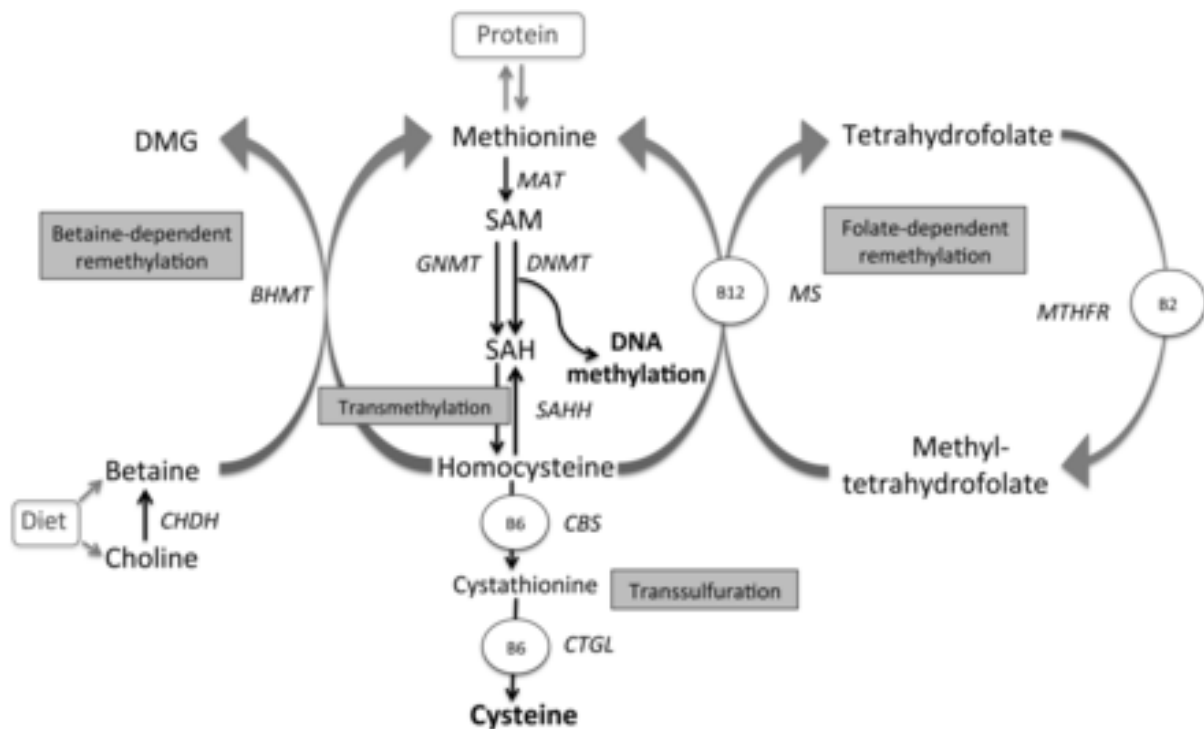 Protein
DMG
Methionine
Tetrahydrofolate
MAT
Betaine-dependent
remethylation
SAM
Folate-dependent
remethylation
GNMT
DNMT
BHMT
B12
MS
MTHFR
B2
SAH
DNA
methylation
Transmethylation
SAHH
Betaine
Homocysteine
Methyl-
tetrahydrofolate
Diet
CHDH
B6
CBS
Choline
Cystathionine
Transsulfuration
B6
CTGL
Cysteine